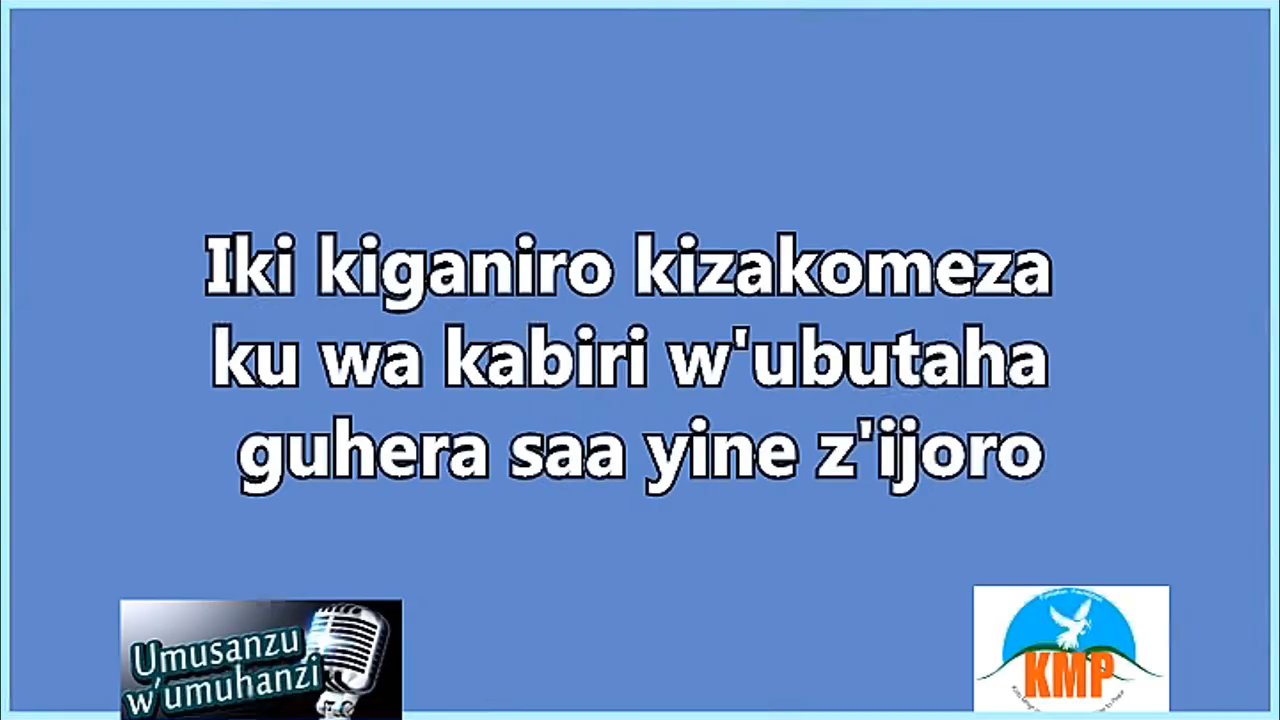 Iki kiganiro kizakomeza
ku wa kabiri w'ubutaha
guhera saa yine z'ijoro
Umusanzu
w'umuhanzi
KMP